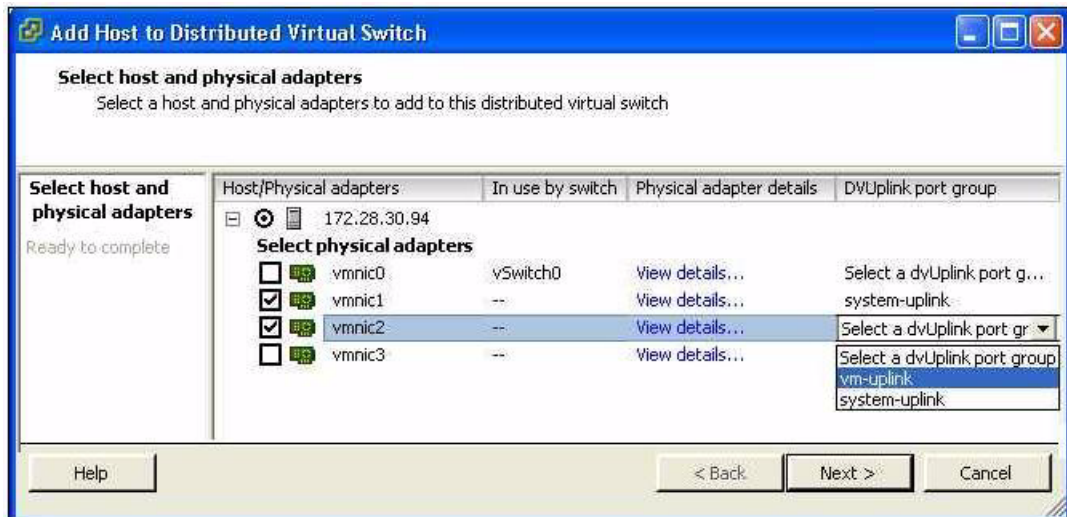 Add Host to Distributed Virtual Switch
Select host and physical adapters
Select a host and physical adapters to add to this distributed virtual switch
Select host and
physical adapters
Ready to complete
Host/Physical adapters In use by switch Physical adapter details DVUplink port group
172.28.30.94
Select physical adapters
vmnic0 vSwitch0 View details... Select a dvUplink port g...
vmnic1 -- View details... system-uplink
vmnic2 -- View details... Select a dvUplink port gr
vmnic3 -- View details... Select a dvUplink port group
vm-uplink
system-uplink
Help < Back Next > Cancel